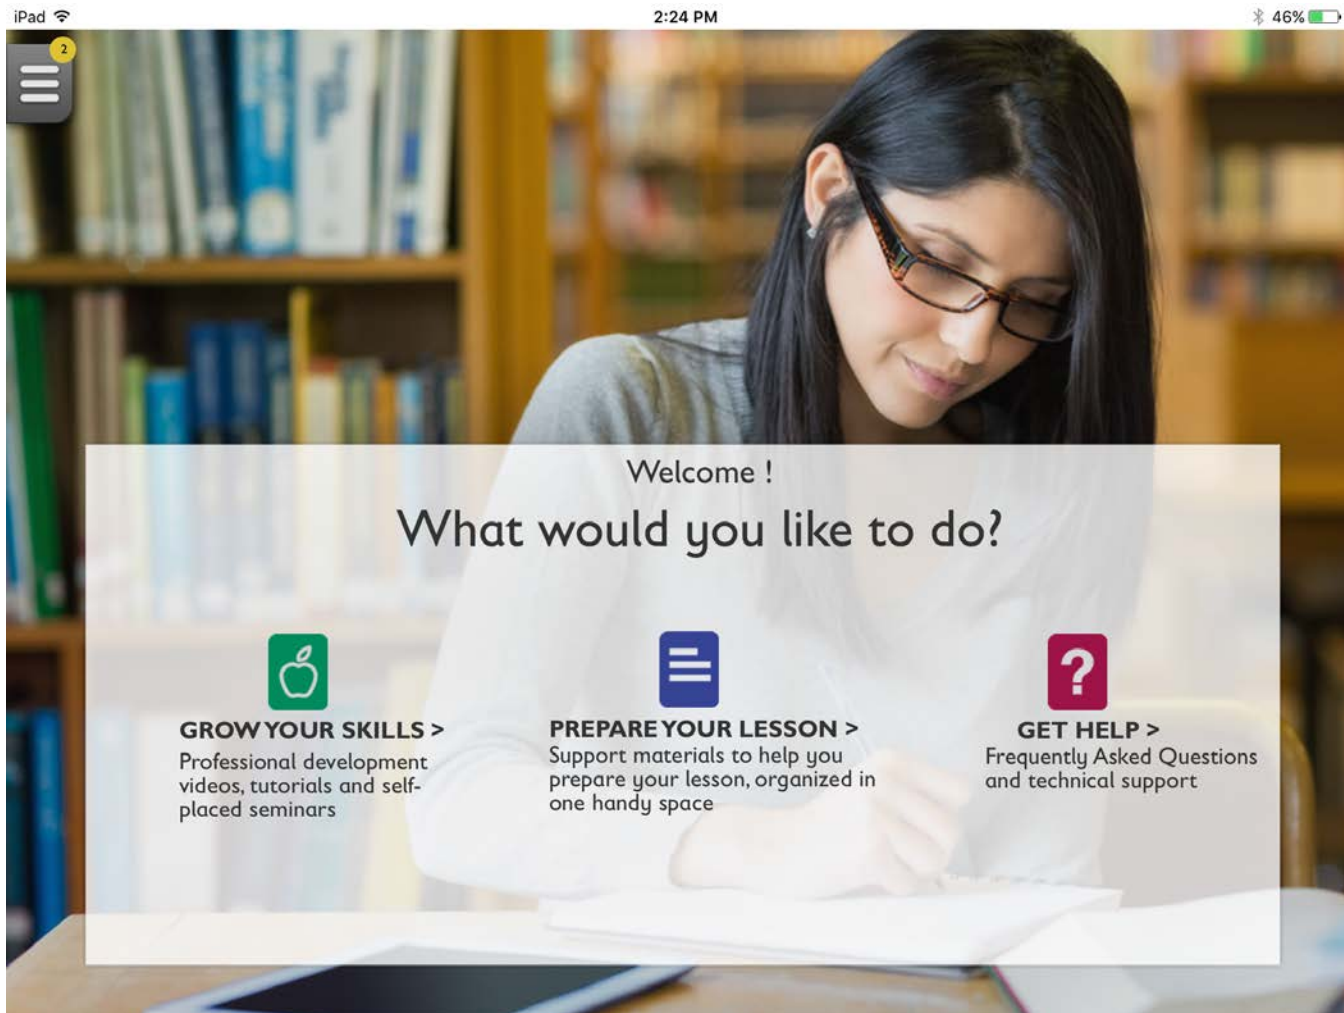 iPad 2:24 PM 46%
2
Welcome !
What would you like to do?
GROW YOUR SKILLS >
Professional development
videos, tutorials and self-
placed seminars
PREPARE YOUR LESSON >
Support materials to help you
prepare your lesson, organized in
one handy space
?
GET HELP >
Frequently Asked Questions
and technical support